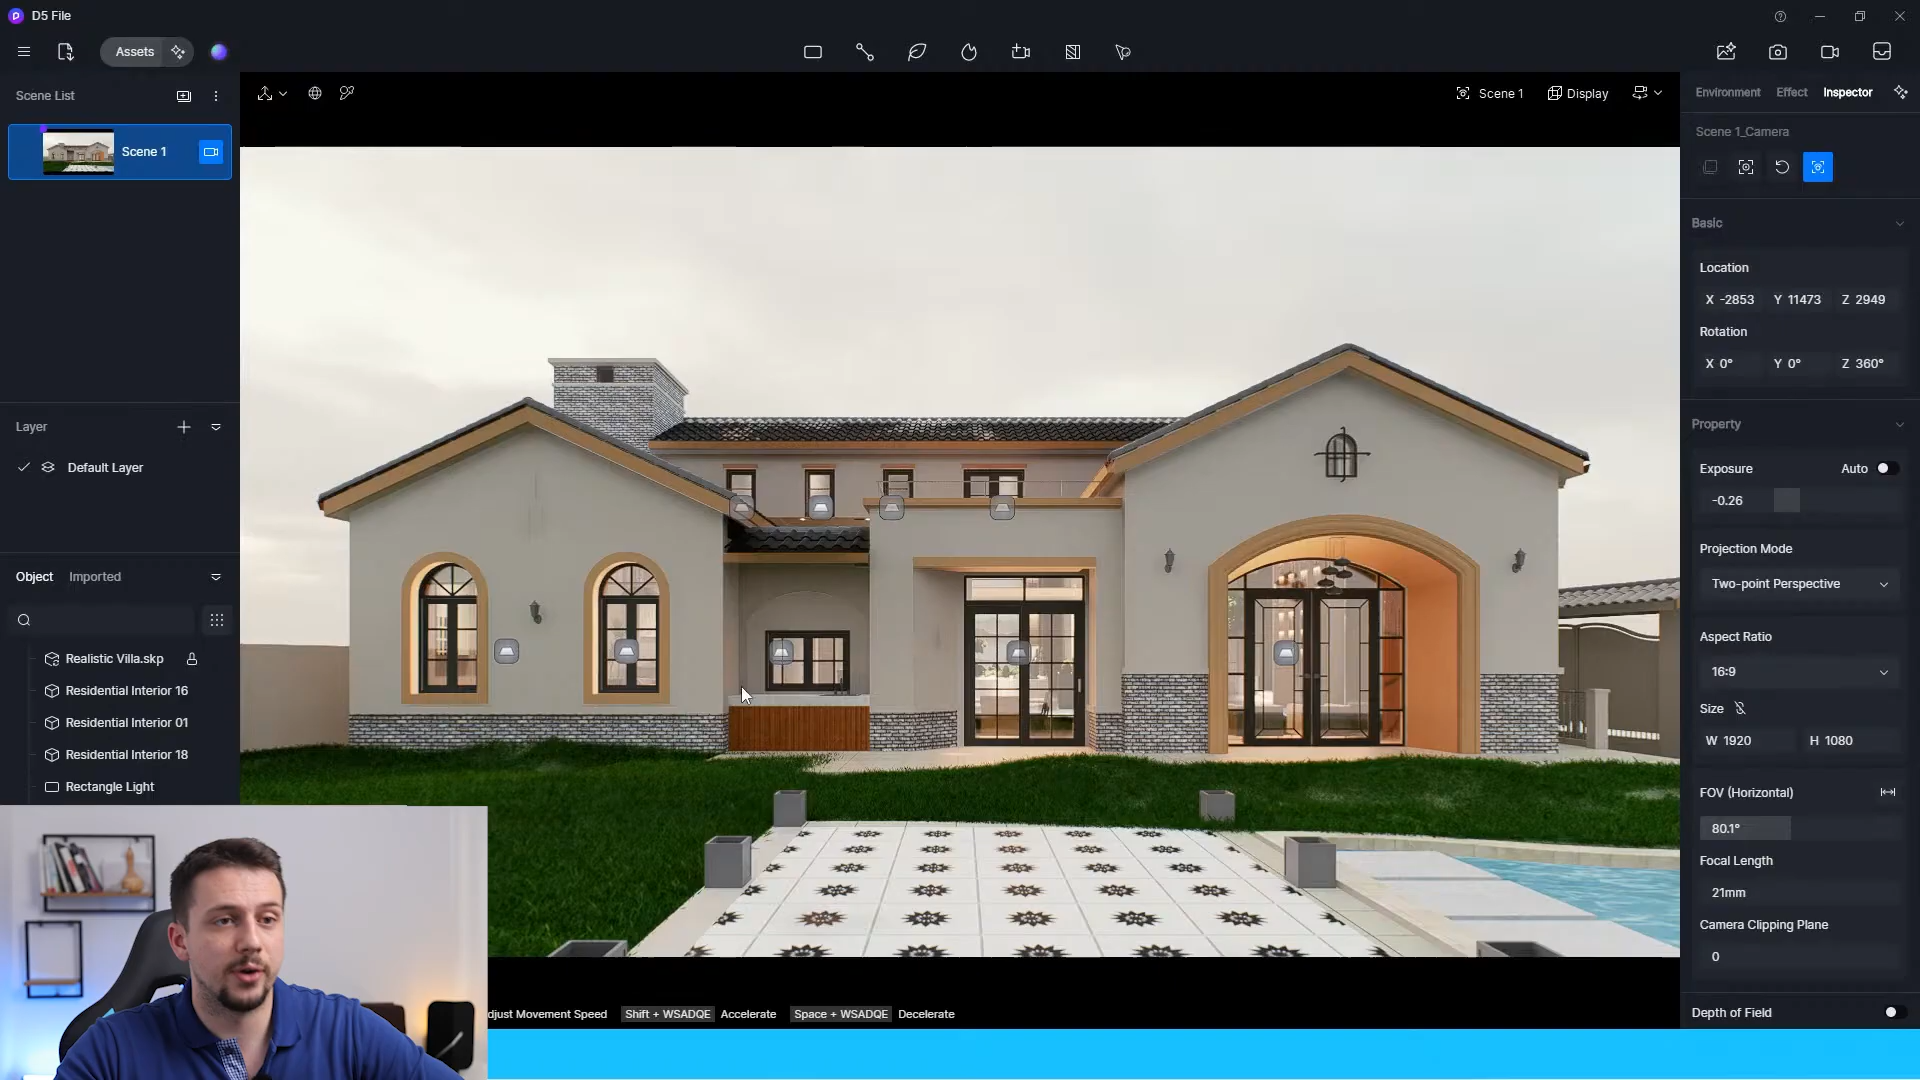 D5 File
Assets
Scene List
Scene 1
Layer
Default Layer
Object Imported
Realistic Villa.skp
Residential Interior 16
Residential Interior 01
Residential Interior 18
Rectangle Light
Scene 1 Display
Environment Effect Inspector
Scene 1_Camera
Basic
Location
X -2853 Y 11473 Z 2949
Rotation
X 0° Y 0° Z 360°
Property
Exposure Auto
-0.26
Projection Mode
Two-point Perspective
Aspect Ratio
16:9
Size
W 1920 H 1080
FOV (Horizontal)
80.1°
Focal Length
21mm
Camera Clipping Plane
0
Depth of Field
djust Movement Speed Shift + WSADQE Accelerate Space + WSADQE Decelerate